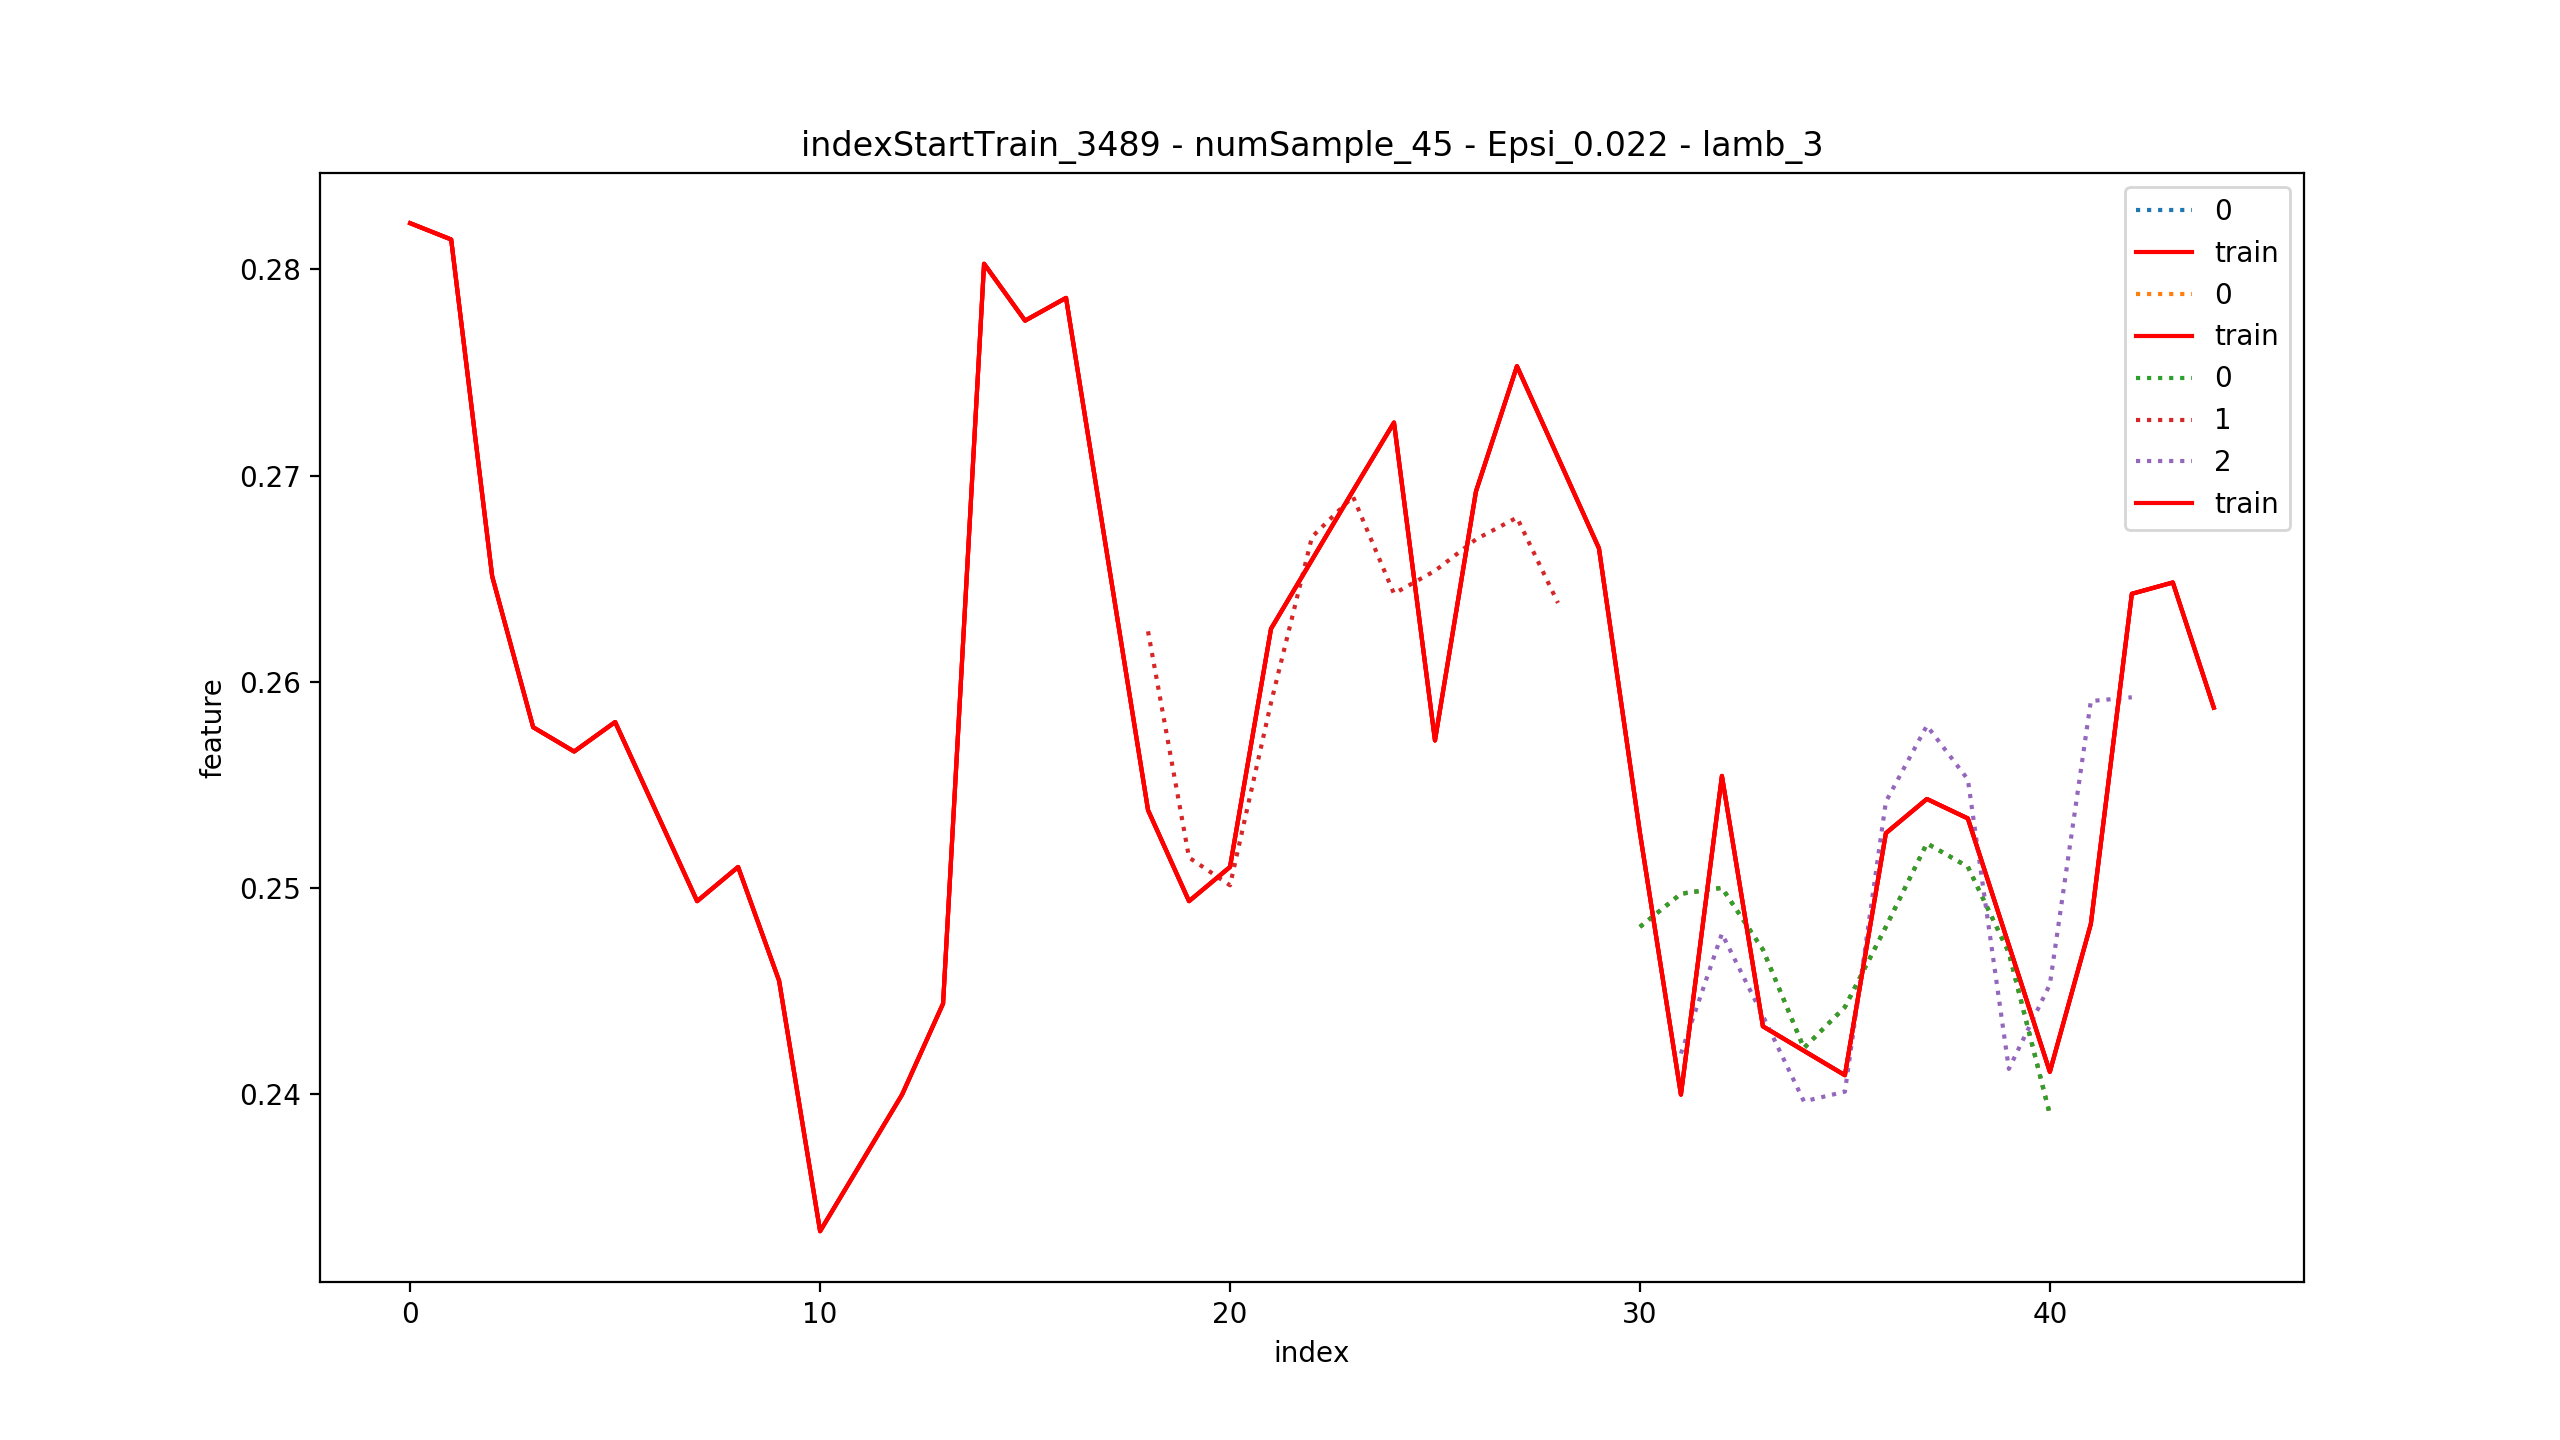 indexStartTrain_3489 - numSample_45 - Epsi_0.022 - lamb_3
0
train
0
train
0
1
2
train
0.28
0.27
0.26
0.25
0.24
feature
0 10 20 30 40
index